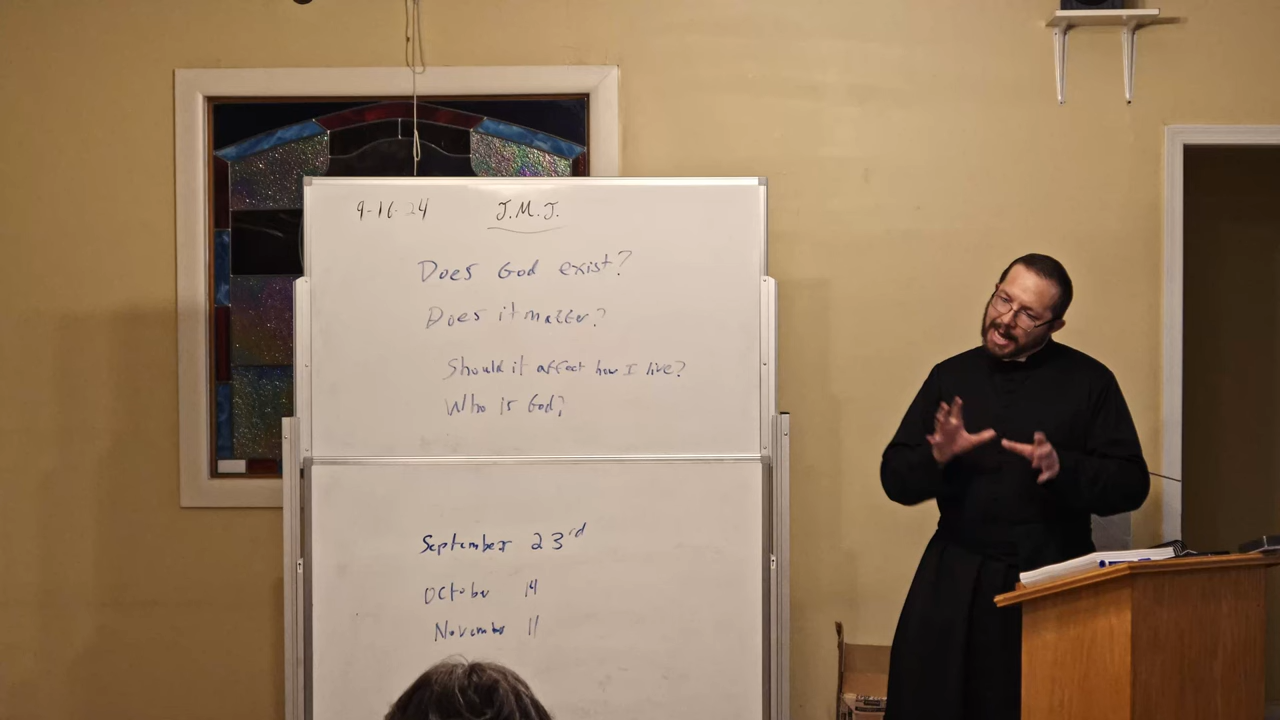 9-16-24 J.M.J.
Does God exist?
Does it matter?
Should it affect how I live?
Who is God?
September 23rd
October 14
November 11